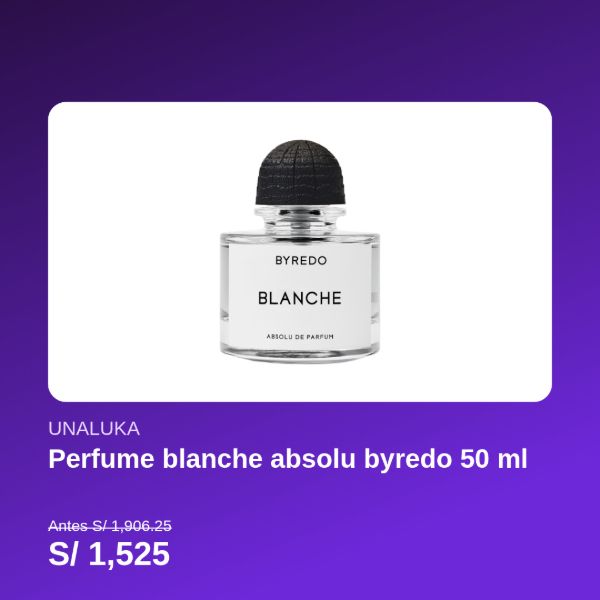 BYREDO
BLANCHE
ABSOLU DE PARFUM
UNALUKA
Perfume blanche absolu byredo 50 ml
Antes S/ 1,906.25
S/ 1,525